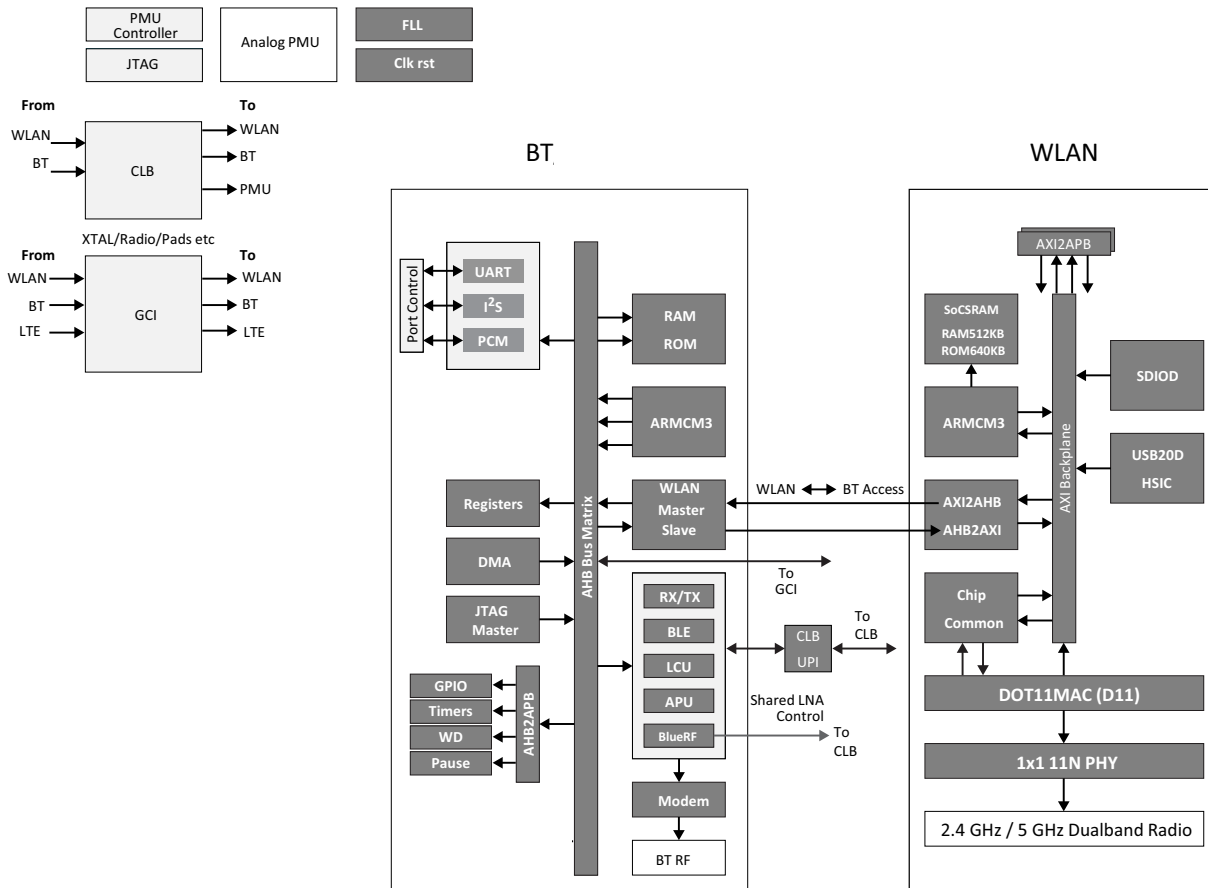 PMU
Controller
JTAG
Analog PMU
FLL
Clk rst
From
To
WLAN
BT
CLB
WLAN
BT
PMU
XTAL/Radio/Pads etc
From
To
WLAN
BT
LTE
GCI
WLAN
BT
LTE
BT
Port Control
UART
I²S
PCM
AHB Bus Matrix
RAM
ROM
ARMCM3
Registers
WLAN
Master
Slave
WLAN
BT Access
DMA
To
GCI
JTAG
Master
RX/TX
BLE
LCU
APU
BlueRF
CLB
UPI
To
CLB
Shared LNA
Control
To
CLB
GPIO
Timers
WD
Pause
AHB2APB
Modem
BT RF
WLAN
AXI2APB
SoCSRAM
RAM512KB
ROM640KB
AXI Backplane
SDIOD
ARMCM3
USB20D
HSIC
AXI2AHB
AHB2AXI
Chip
Common
DOT11MAC (D11)
1x1 11N PHY
2.4 GHz / 5 GHz Dualband Radio